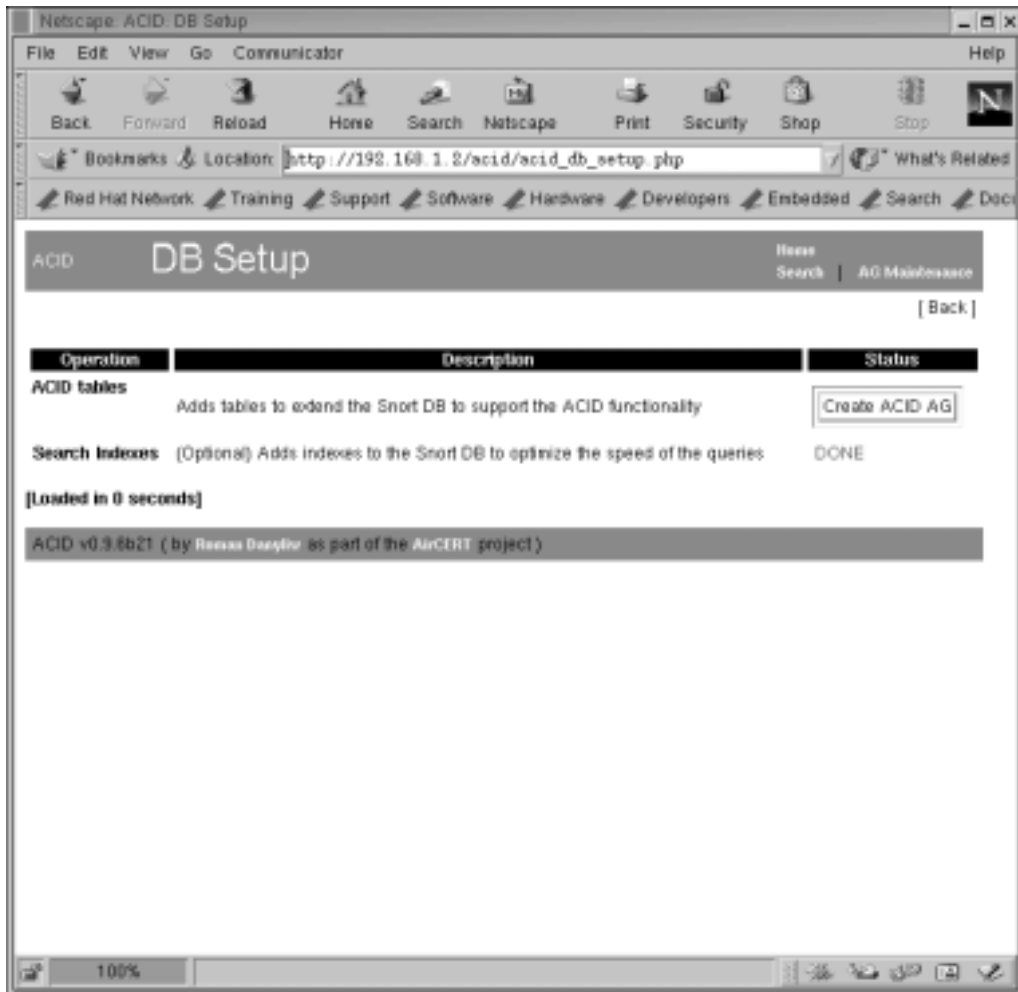 Netscape: ACID: DB Setup
File Edit View Go Communicator Help
Back Forward Reload Home Search Netscape Print Security Shop Stop
N
Bookmarks Location: http://192.168.1.2/acid/acid_db_setup.php What's Related
Red Hat Network Training Support Software Hardware Developers Embedded Search Docu
ACID DB Setup
Home
Search | AG Maintenance
[ Back ]
Operation Description Status
ACID tables
Adds tables to extend the Snort DB to support the ACID functionality Create ACID AG
Search Indexes (Optional) Adds indexes to the Snort DB to optimize the speed of the queries DONE
[Loaded in 0 seconds]
ACID v0.9.6b21 ( by Roman Danyliw as part of the AirCERT project )
100%